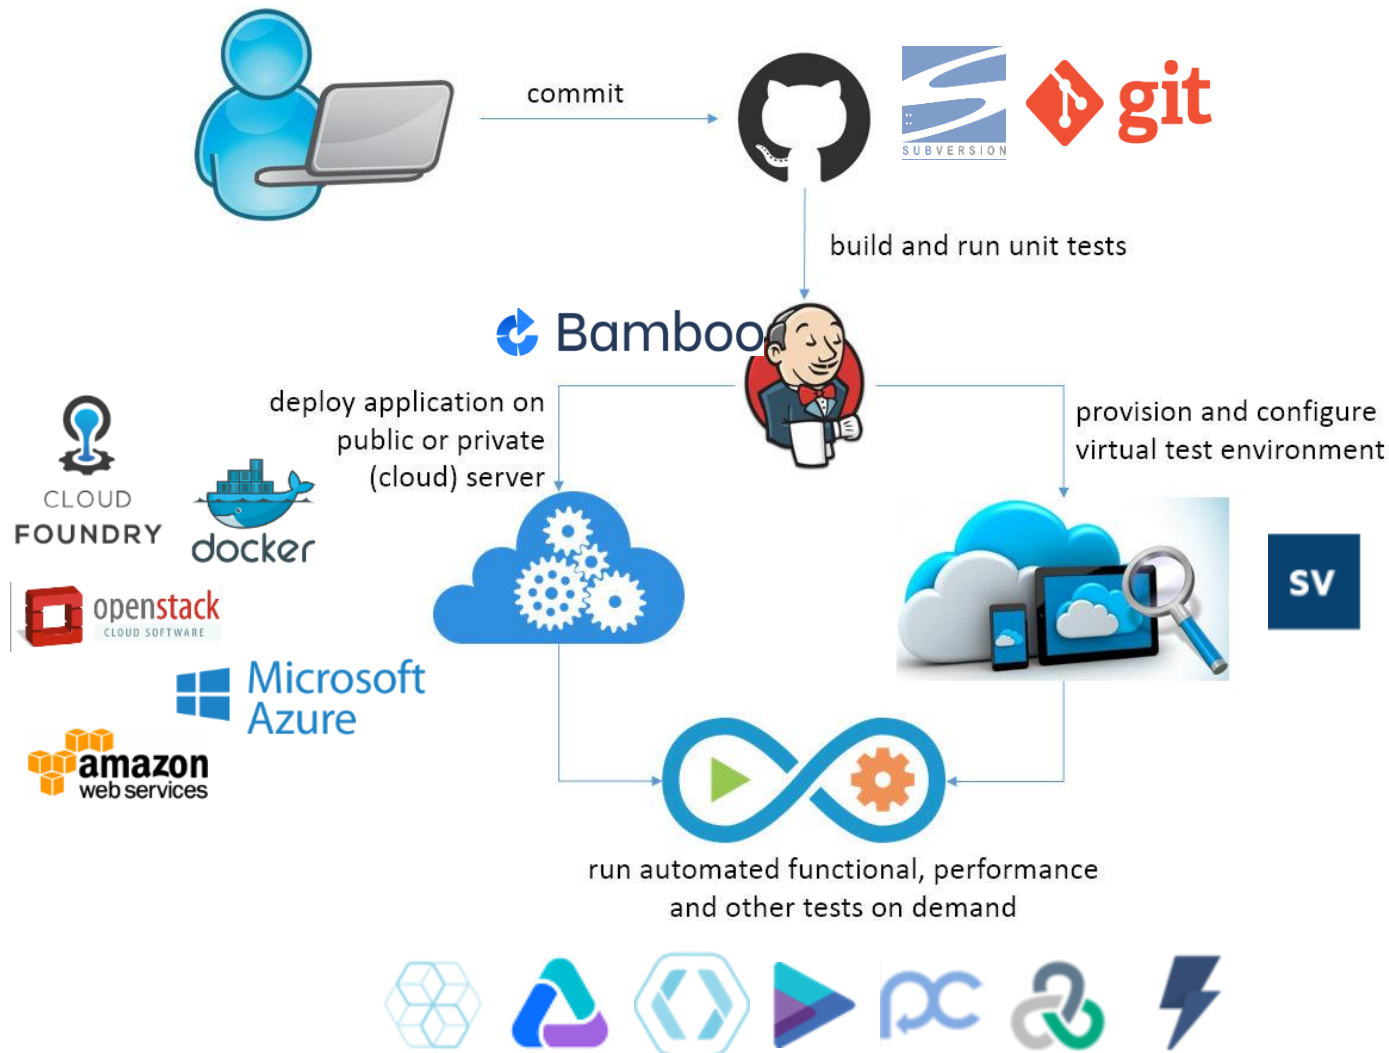 commit
SUBVERSION
git
build and run unit tests
Bamboo
deploy application on
public or private
(cloud) server
provision and configure
virtual test environment
CLOUD
FOUNDRY
docker
SV
openstack
CLOUD SOFTWARE
Microsoft
Azure
amazon
web services
run automated functional, performance
and other tests on demand
pc